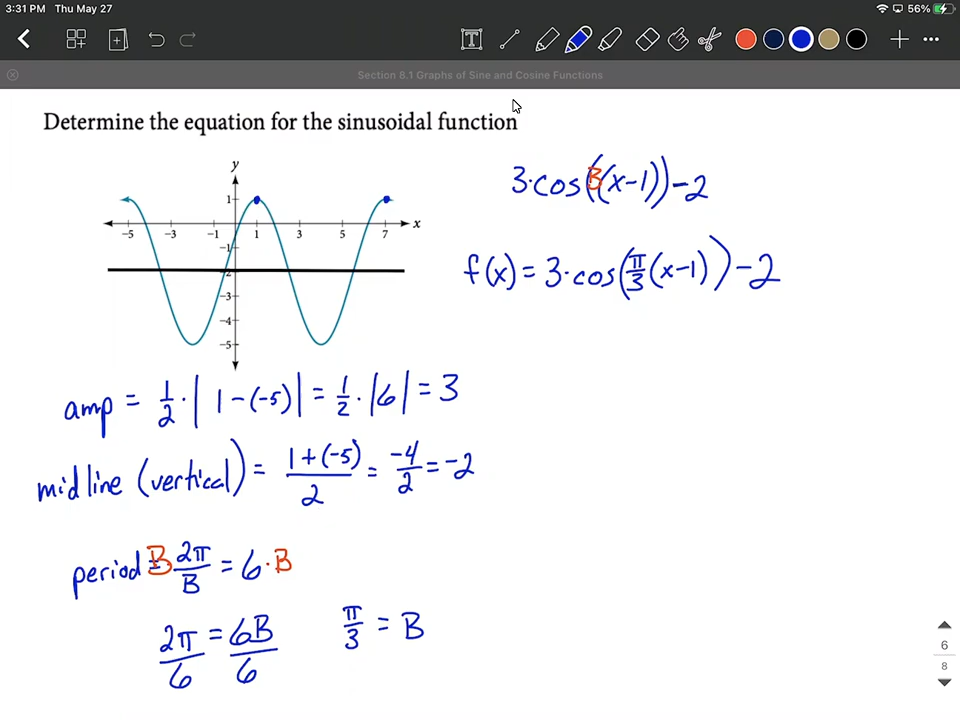 3:31 PM Thu May 27
56%
Section 8.1 Graphs of Sine and Cosine Functions
Determine the equation for the sinusoidal function
y
1
-5 -3 -1 1 3 5 7 x
-1
-2
-3
-4
-5
3·cos(B(x-1))-2
f(x) = 3·cos(π/3(x-1))-2
amp = 1/2·|1-(-5)| = 1/2·|6| = 3
midline (vertical) = 1+(-5)/2 = -4/2 = -2
period = B·2π/B = 6·B
2π/6 = 6B/6 π/3 = B
6
8